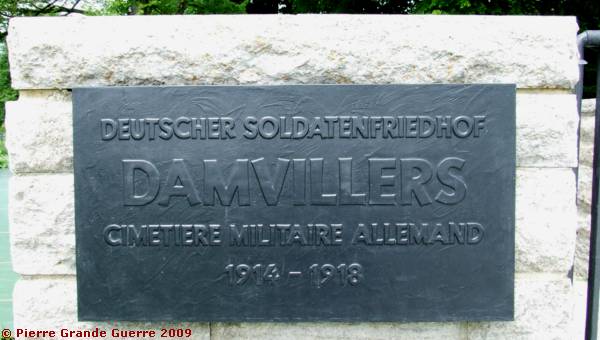 DEUTSCHER SOLDATENFRIEDHOF
DAMVILLERS
CIMETIERE MILITAIRE ALLEMAND
1914 - 1918
© Pierre Grande Guerre 2009